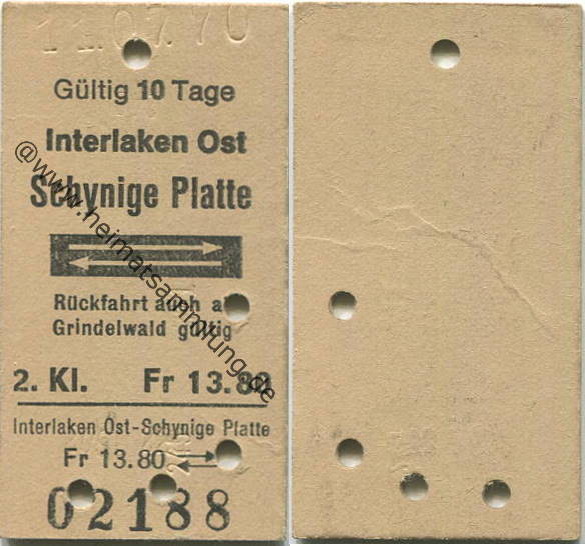 11.07.70
Gültig 10 Tage
Interlaken Ost
Schynige Platte
Rückfahrt auch a
Grindelwald gültig
2. Kl. Fr 13.80
Interlaken Ost-Schynige Platte
Fr 13.80
02188
@www.heimatsammlung.de